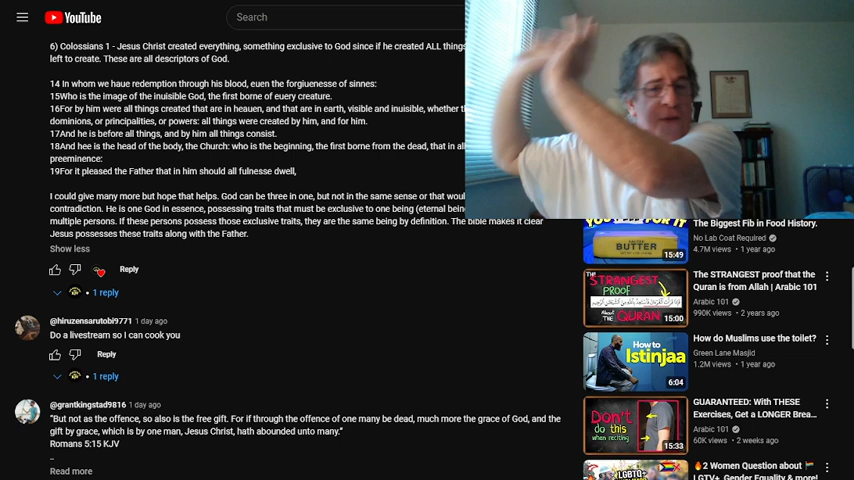 YouTube
Search
6) Colossians 1 - Jesus Christ created everything, something exclusive to God since if he created ALL things
left to create. These are all descriptors of God.
14 In whom we haue redemption through his blood, euen the forgiuenesse of sinnes:
15Who is the image of the inuisible God, the first borne of euery creature.
16For by him were all things created that are in heauen, and that are in earth, visible and inuisible, whether
dominions, or principalities, or powers: all things were created by him, and for him.
17And he is before all things, and by him all things consist.
18And hee is the head of the body, the Church: who is the beginning, the first borne from the dead, that in all
preeminence:
19For it pleased the Father that in him should all fulnesse dwell,
I could give many more but hope that helps. God can be three in one, but not in the same sense or that
contradiction. He is one God in essence, possessing traits that must be exclusive to one being (eternal
multiple persons. If these persons possess those exclusive traits, they are the same being by definition. The bible makes it clear
Jesus possesses these traits along with the Father.
Show less
Reply
1 reply
@hiruzensarutobi9771 1 day ago
Do a livestream so I can cook you
Reply
1 reply
@grantkingstad9816 1 day ago
"But not as the offence, so also is the free gift. For if through the offence of one many be dead, much more the grace of God, and the
gift by grace, which is by one man, Jesus Christ, hath abounded unto many."
Romans 5:15 KJV
..
Read more
BUTTER
15:49
The Biggest Fib in Food History.
No Lab Coat Required
4.7M views • 1 year ago
THE
STRANGEST
PROOF
About THE QURAN
15:00
The STRANGEST proof that the
Quran is from Allah | Arabic 101
Arabic 101
990K views • 2 years ago
How to
Istinjaa
6:04
How do Muslims use the toilet?
Green Lane Masjid
1.2M views • 1 year ago
Don't
do this
when reciting
15:33
GUARANTEED: With THESE
Exercises, Get a LONGER Brea...
Arabic 101
60K views • 2 weeks ago
LGBTQ+
2 Women Question about
LGTV+, Gender Equality & more!